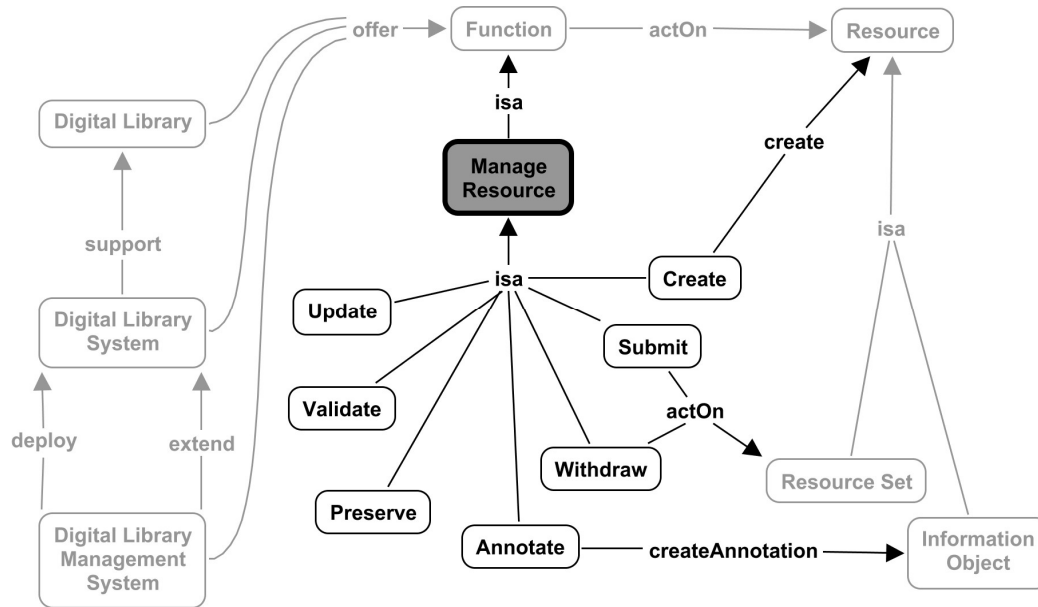 offer
Function
actOn
Resource
isa
Digital Library
create
Manage
Resource
support
isa
isa
Create
Update
Digital Library
System
Submit
Validate
actOn
deploy
extend
Withdraw
Resource Set
Preserve
Digital Library
Management
System
Annotate
createAnnotation
Information
Object